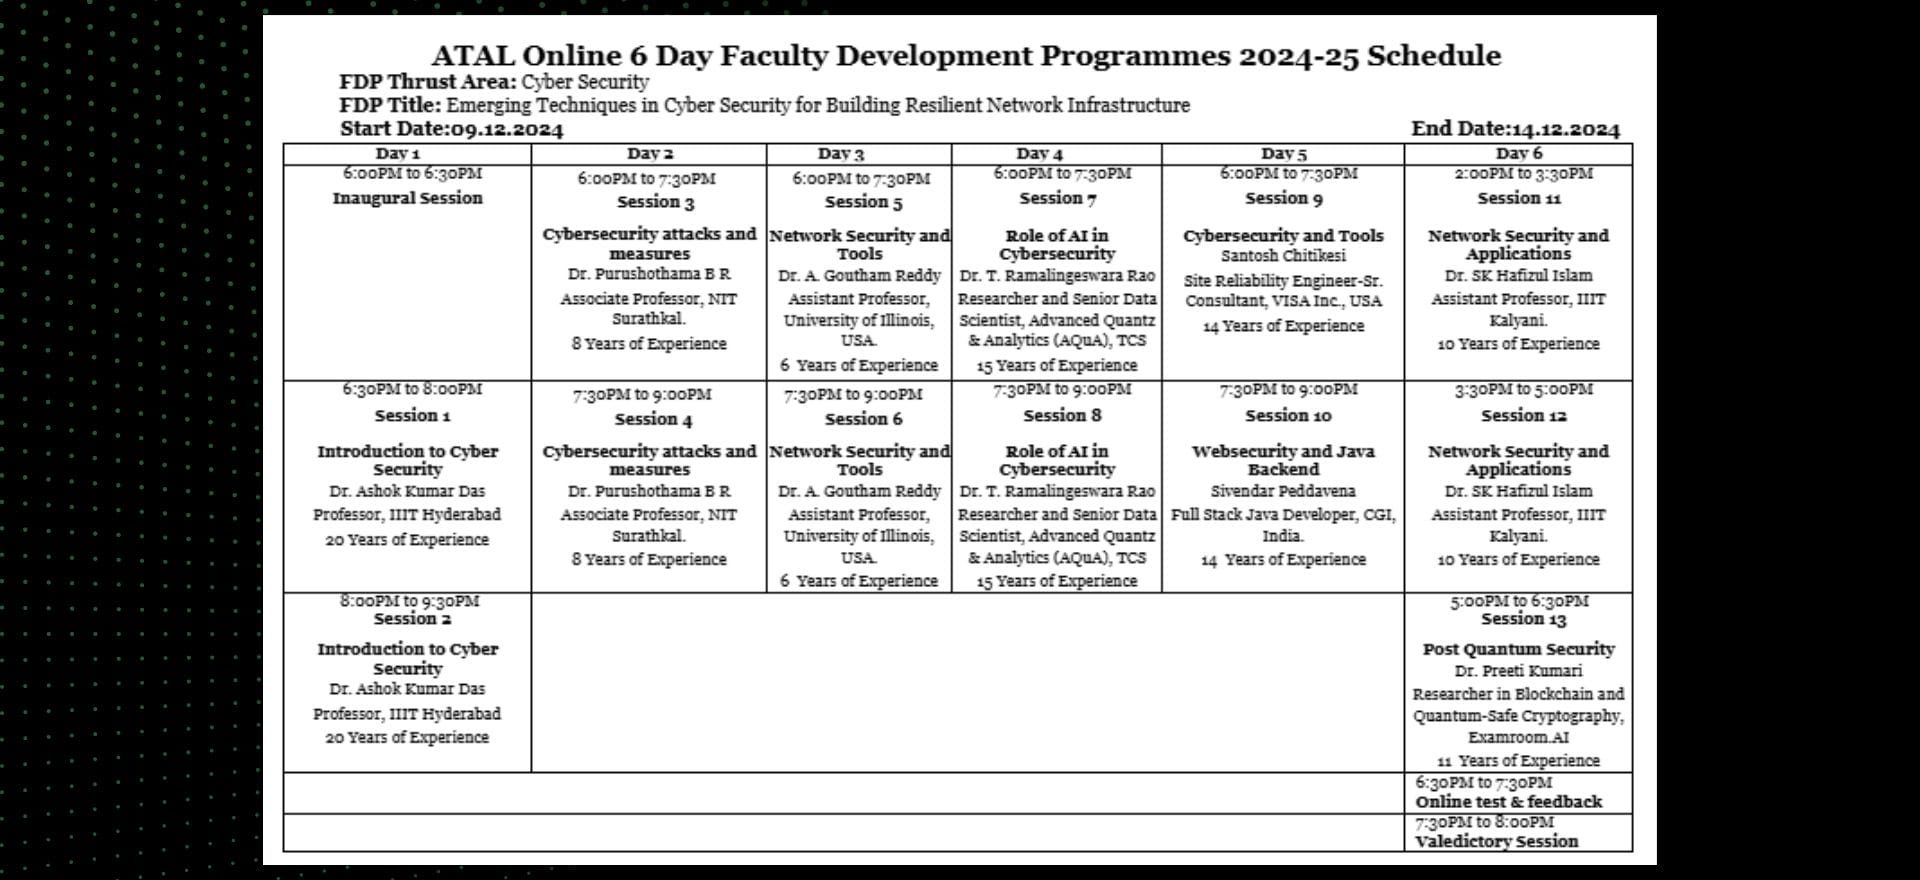 ATAL Online 6 Day Faculty Development Programmes 2024-25 Schedule
FDP Thrust Area: Cyber Security
FDP Title: Emerging Techniques in Cyber Security for Building Resilient Network Infrastructure
Start Date:09.12.2024
End Date:14.12.2024
Day 1
Day 2
Day 3
Day 4
Day 5
Day 6
6:00PM to 6:30PM
Inaugural Session
6:00PM to 7:30PM
Session 3
Cybersecurity attacks and
measures
Dr. Purushothama B R
Associate Professor, NIT
Surathkal.
8 Years of Experience
6:00PM to 7:30PM
Session 5
Network Security and
Tools
Dr. A. Goutham Reddy
Assistant Professor,
University of Illinois,
USA.
6 Years of Experience
6:00PM to 7:30PM
Session 7
Role of AI in
Cybersecurity
Dr. T. Ramalingeswara Rao
Researcher and Senior Data
Scientist, Advanced Quantz
& Analytics (AQuA), TCS
15 Years of Experience
6:00PM to 7:30PM
Session 9
Cybersecurity and Tools
Santosh Chitikesi
Site Reliability Engineer-Sr.
Consultant, VISA Inc., USA
14 Years of Experience
2:00PM to 3:30PM
Session 11
Network Security and
Applications
Dr. SK Hafizul Islam
Assistant Professor, IIIT
Kalyani.
10 Years of Experience
6:30PM to 8:00PM
Session 1
Introduction to Cyber
Security
Dr. Ashok Kumar Das
Professor, IIIT Hyderabad
20 Years of Experience
7:30PM to 9:00PM
Session 4
Cybersecurity attacks and
measures
Dr. Purushothama B R
Associate Professor, NIT
Surathkal.
8 Years of Experience
7:30PM to 9:00PM
Session 6
Network Security and
Tools
Dr. A. Goutham Reddy
Assistant Professor,
University of Illinois,
USA.
6 Years of Experience
7:30PM to 9:00PM
Session 8
Role of AI in
Cybersecurity
Dr. T. Ramalingeswara Rao
Researcher and Senior Data
Scientist, Advanced Quantz
& Analytics (AQuA), TCS
15 Years of Experience
7:30PM to 9:00PM
Session 10
Websecurity and Java
Backend
Sivendar Peddavena
Full Stack Java Developer, CGI,
India.
14 Years of Experience
3:30PM to 5:00PM
Session 12
Network Security and
Applications
Dr. SK Hafizul Islam
Assistant Professor, IIIT
Kalyani.
10 Years of Experience
8:00PM to 9:30PM
Session 2
Introduction to Cyber
Security
Dr. Ashok Kumar Das
Professor, IIIT Hyderabad
20 Years of Experience
5:00PM to 6:30PM
Session 13
Post Quantum Security
Dr. Preeti Kumari
Researcher in Blockchain and
Quantum-Safe Cryptography,
Examroom.AI
11 Years of Experience
6:30PM to 7:30PM
Online test & feedback
7:30PM to 8:00PM
Valedictory Session